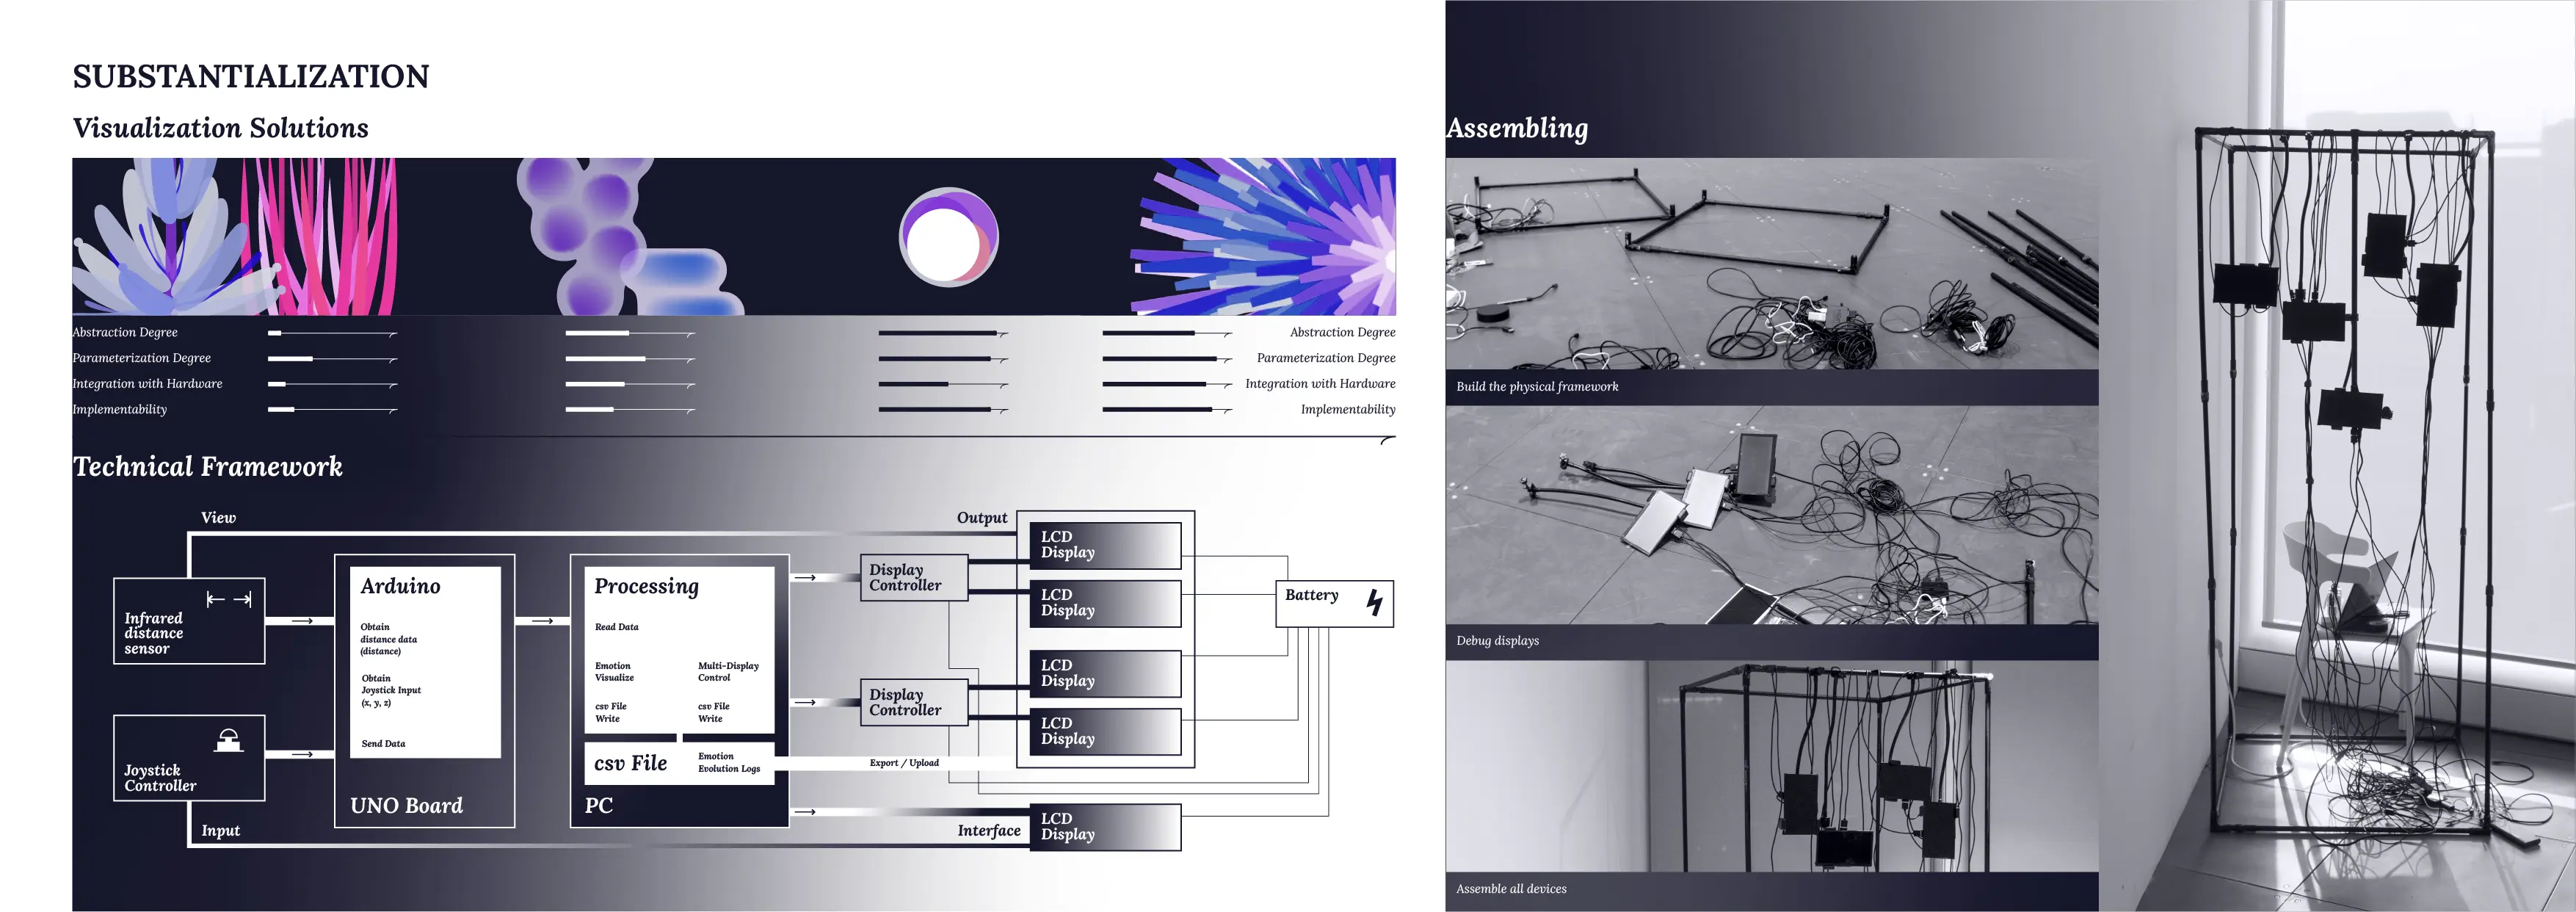 SUBSTANTIALIZATION
Visualization Solutions
Abstraction Degree
Parameterization Degree
Integration with Hardware
Implementability
Abstraction Degree
Parameterization Degree
Integration with Hardware
Implementability
Technical Framework
View
Output
Infrared
distance
sensor
Joystick
Controller
Input
Arduino
Obtain
distance data
(distance)
Obtain
Joystick Input
(x, y, z)
Send Data
UNO Board
Processing
Read Data
Emotion
Visualize
Multi-Display
Control
csv File
Write
csv File
Write
csv File
Emotion
Evolution Logs
PC
Display
Controller
Display
Controller
Export / Upload
Interface
LCD
Display
LCD
Display
LCD
Display
LCD
Display
LCD
Display
Battery
Assembling
Build the physical framework
Debug displays
Assemble all devices